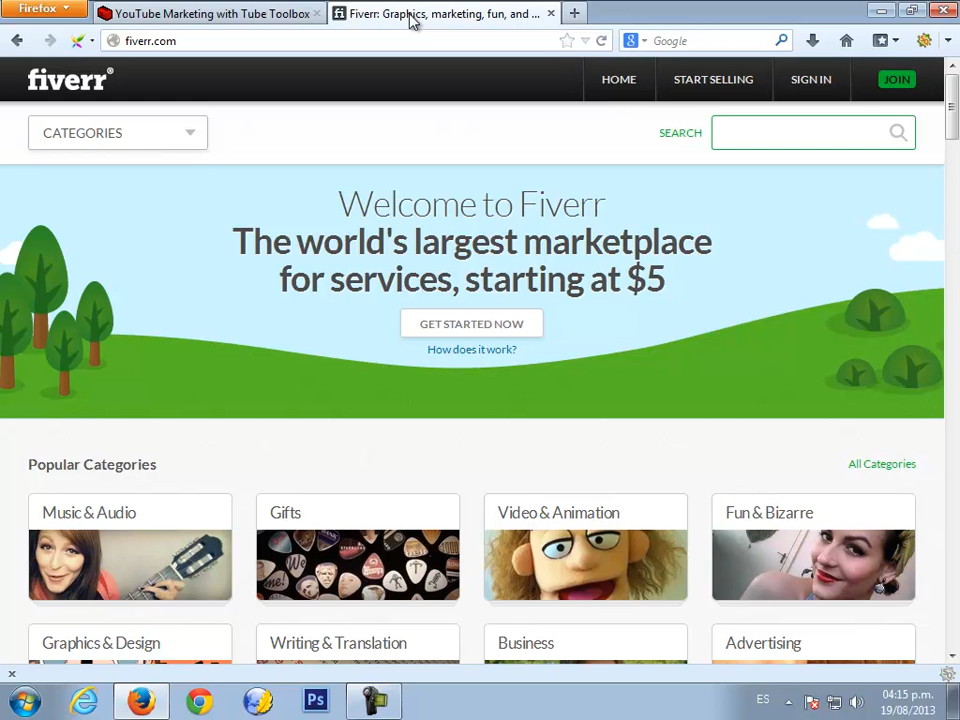 Firefox
YouTube Marketing with Tube Toolbox
Fiverr: Graphics, marketing, fun, and ...
fiverr.com
Google
fiverr®
HOME
START SELLING
SIGN IN
JOIN
CATEGORIES
SEARCH
Welcome to Fiverr
The world's largest marketplace
for services, starting at $5
GET STARTED NOW
How does it work?
Popular Categories
All Categories
Music & Audio
Gifts
Video & Animation
Fun & Bizarre
Graphics & Design
Writing & Translation
Business
Advertising
Ps
ES
04:15 p.m.
19/08/2013